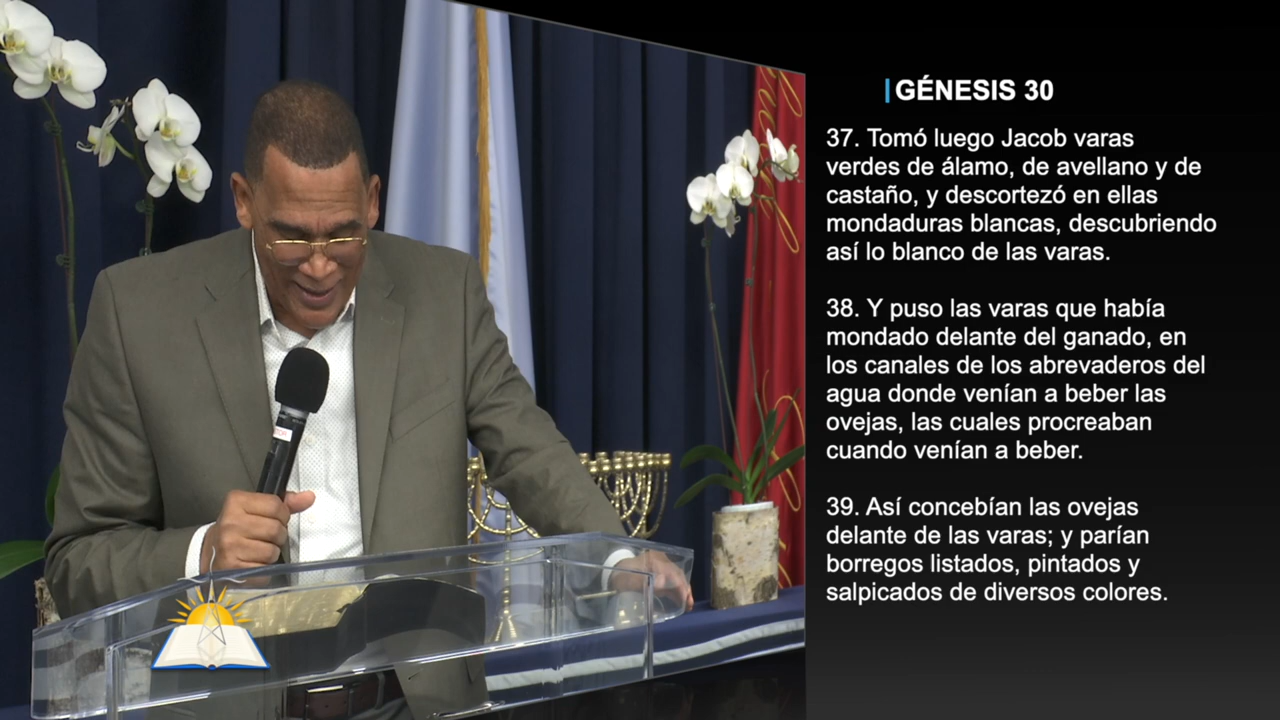 GÉNESIS 30
37. Tomó luego Jacob varas
verdes de álamo, de avellano y de
castaño, y descortezó en ellas
mondaduras blancas, descubriendo
así lo blanco de las varas.
38. Y puso las varas que había
mondado delante del ganado, en
los canales de los abrevaderos del
agua donde venían a beber las
ovejas, las cuales procreaban
cuando venían a beber.
39. Así concebían las ovejas
delante de las varas; y parían
borregos listados, pintados y
salpicados de diversos colores.